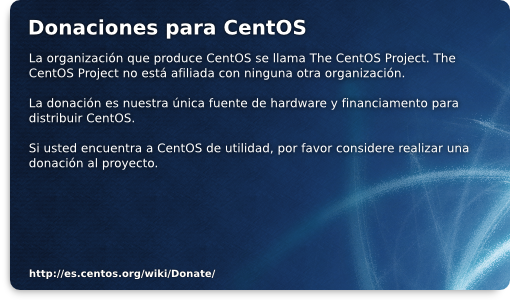 Donaciones para CentOS
La organización que produce CentOS se llama The CentOS Project. The
CentOS Project no está afiliada con ninguna otra organización.
La donación es nuestra única fuente de hardware y financiamiento para
distribuir CentOS.
Si usted encuentra a CentOS de utilidad, por favor considere realizar una
donación al proyecto.
http://es.centos.org/wiki/Donate/